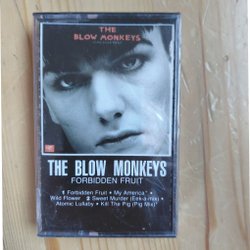 THE
BLOW MONKEYS
THE BLOW MONKEYS
FORBIDDEN FRUIT
1 Forbidden Fruit • My America* •
Wild Flower 2 Sweet Murder (Eek-a-mix) •
Atomic Lullaby • Kill The Pig (Pig Mix)*